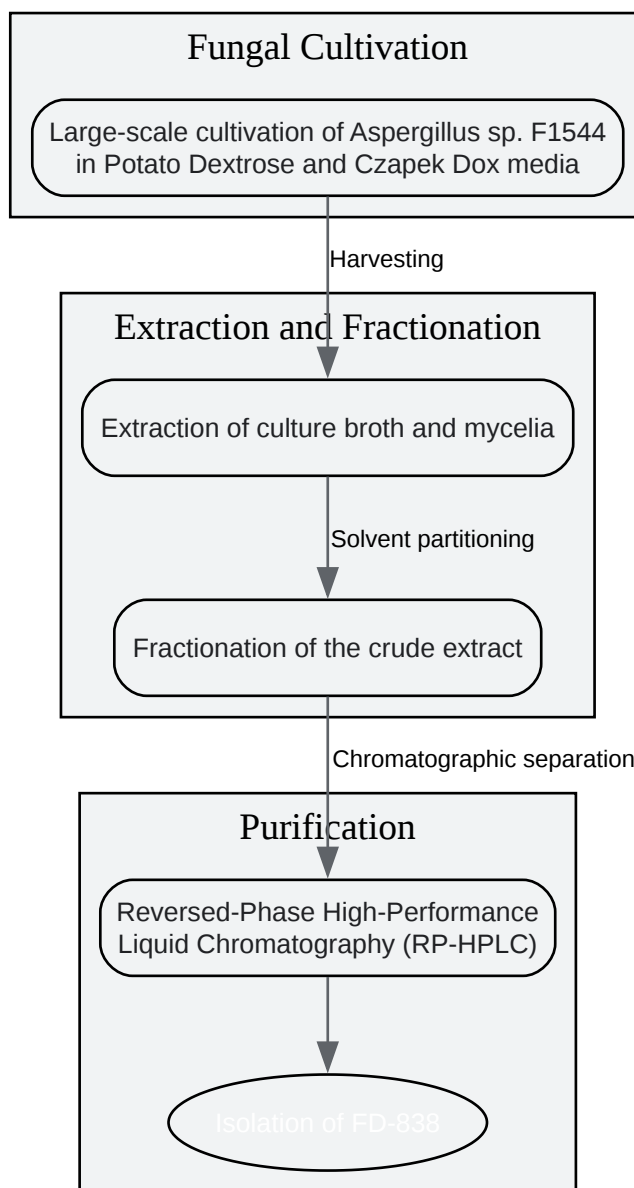 Fungal Cultivation
Large-scale cultivation of Aspergillus sp. F1544
in Potato Dextrose and Czapek Dox media
Harvesting
Extraction and Fractionation
Extraction of culture broth and mycelia
Solvent partitioning
Fractionation of the crude extract
Chromatographic separation
Purification
Reversed-Phase High-Performance
Liquid Chromatography (RP-HPLC)
Isolation of FD-838